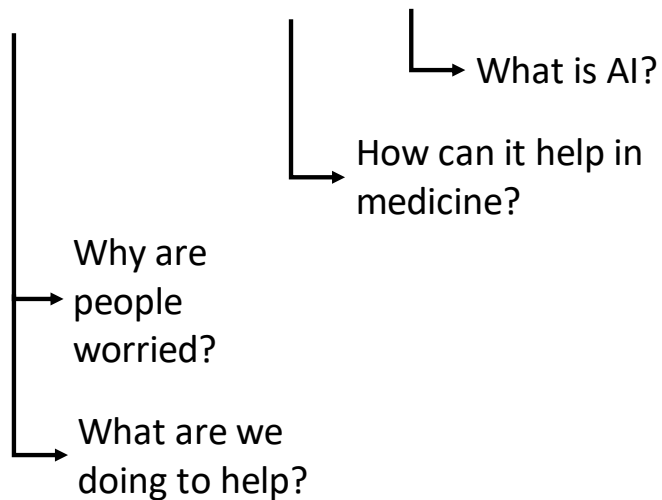 What is AI?
How can it help in
medicine?
Why are
people
worried?
What are we
doing to help?